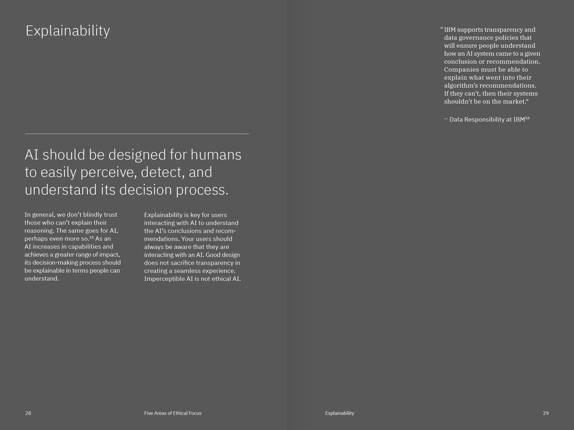 Explainability
AI should be designed for humans
to easily perceive, detect, and
understand its decision process.
In general, we don't blindly trust
those who can't explain their
reasoning. The same goes for AI,
perhaps even more so.¹⁵ As an
AI increases in capabilities and
achieves a greater range of impact,
its decision-making process should
be explainable in terms people can
understand.
Explainability is key for users
interacting with AI to understand
the AI's conclusions and recom-
mendations. Your users should
always be aware that they are
interacting with an AI. Good design
does not sacrifice transparency in
creating a seamless experience.
Imperceptible AI is not ethical AI.
28
Five Areas of Ethical Focus
“IBM supports transparency and
data governance policies that
will ensure people understand
how an AI system came to a given
conclusion or recommendation.
Companies must be able to
explain what went into their
algorithm's recommendations.
If they can't, then their systems
shouldn't be on the market.”
– Data Responsibility at IBM
Explainability
29